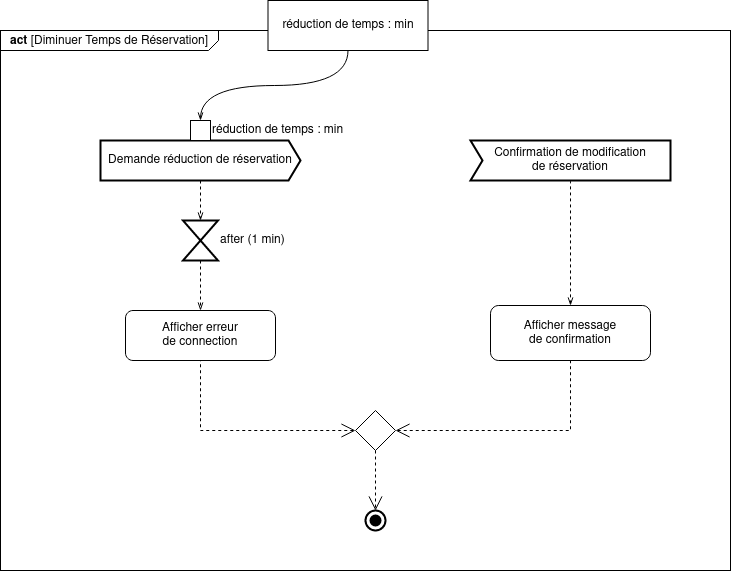 réduction de temps : min
act [Diminuer Temps de Réservation]
réduction de temps : min
Demande réduction de réservation
Confirmation de modification
de réservation
after (1 min)
Afficher erreur
de connection
Afficher message
de confirmation